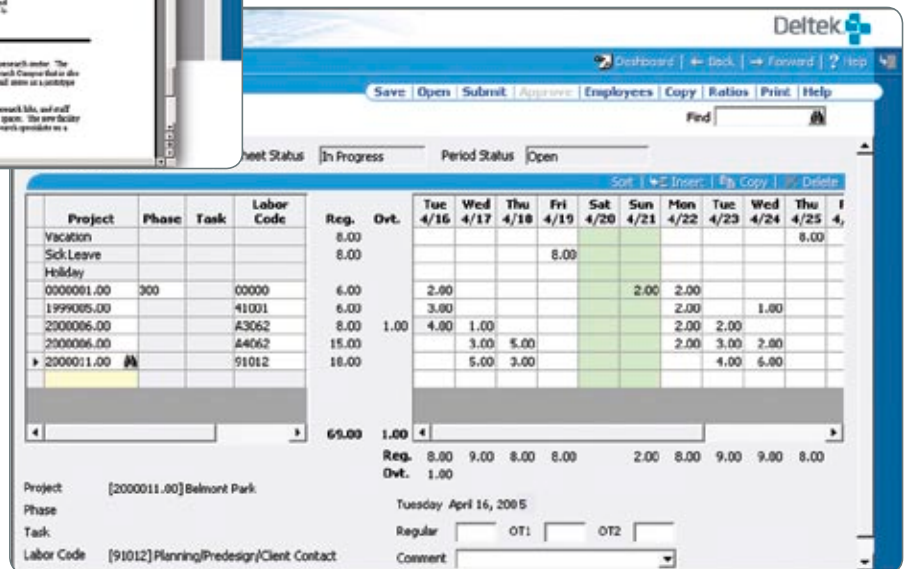 Deltek
Dashboard | Back | Forward | ? Help
Save | Open | Submit | Approve | Employees | Copy | Ratios | Print | Help
Find
heet Status In Progress Period Status Open
Sort | Insert | Copy | Delete
Project Phase Task Labor Code Reg. Ovt. Tue 4/16 Wed 4/17 Thu 4/18 Fri 4/19 Sat 4/20 Sun 4/21 Mon 4/22 Tue 4/23 Wed 4/24 Thu 4/25
Vacation 8.00 8.00
Sick Leave 8.00 8.00
Holiday
0000001.00 300 00000 6.00 2.00 2.00 2.00
1999005.00 41001 6.00 3.00 2.00 1.00
2000006.00 A3062 8.00 1.00 4.00 1.00 2.00 2.00
2000006.00 A4062 15.00 3.00 5.00 2.00 3.00 2.00
2000011.00 91012 18.00 5.00 3.00 4.00 6.00
69.00 1.00
Reg. 8.00 9.00 8.00 8.00 2.00 8.00 9.00 9.00 8.00
Ovt. 1.00
Project [2000011.00] Belmont Park
Phase
Tuesday April 16, 2005
Task
Regular OT1 OT2
Labor Code [91012] Planning/Predesign/Client Contact
Comment